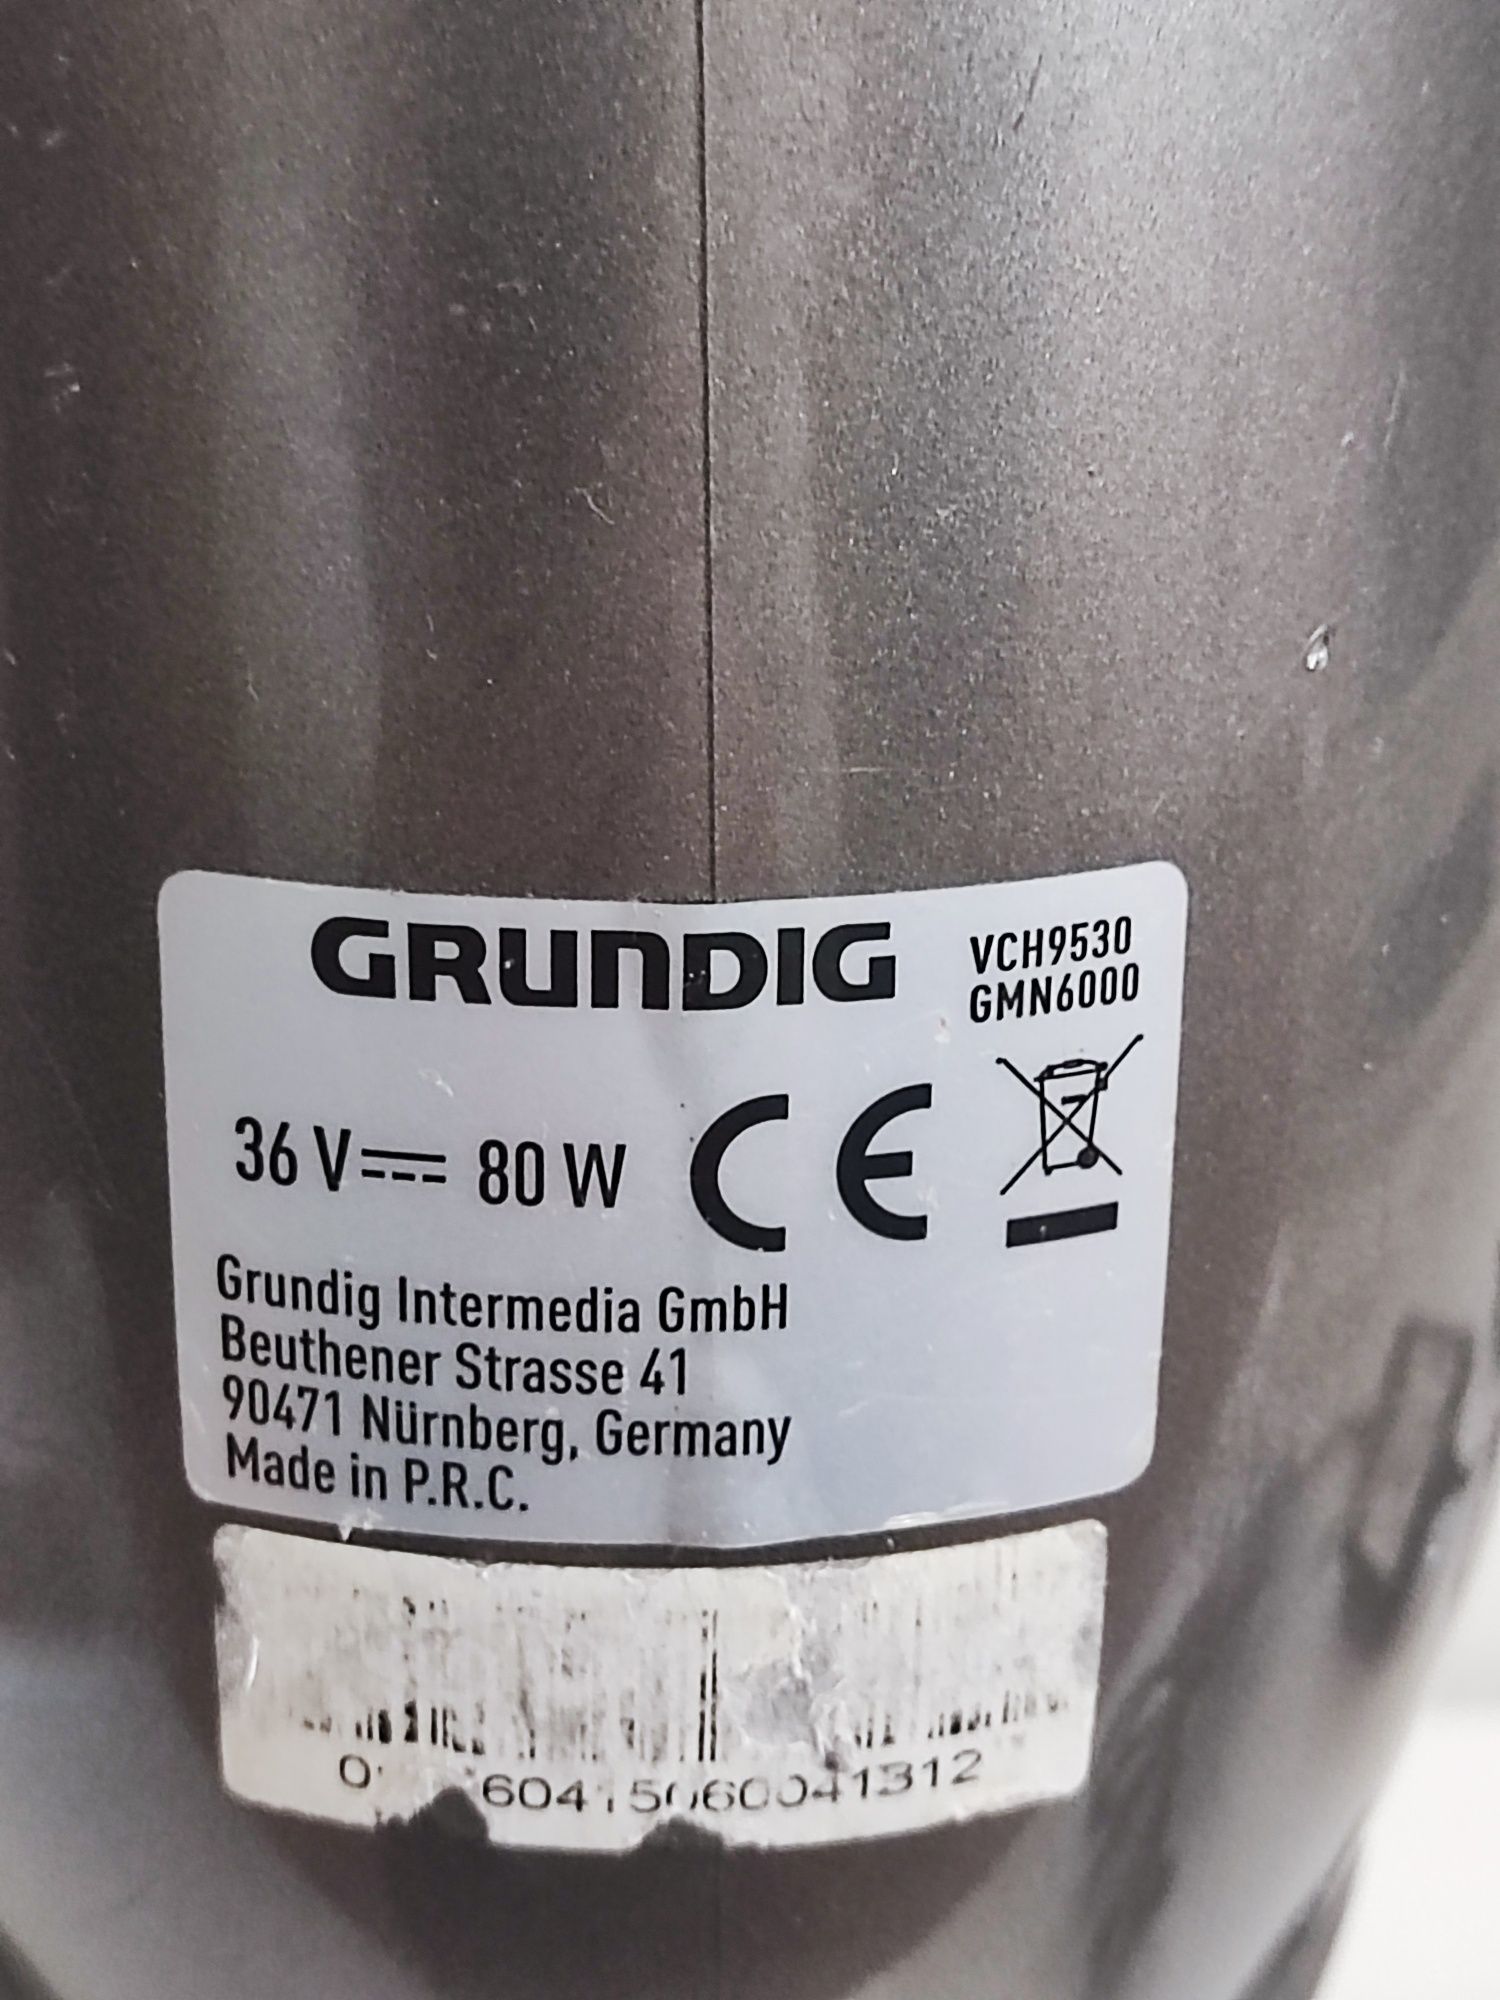 GRUNDIG
VCH9530
GMN6000
36 V⎓ 80 W
CE
Grundig Intermedia GmbH
Beuthener Strasse 41
90471 Nürnberg, Germany
Made in P.R.C.